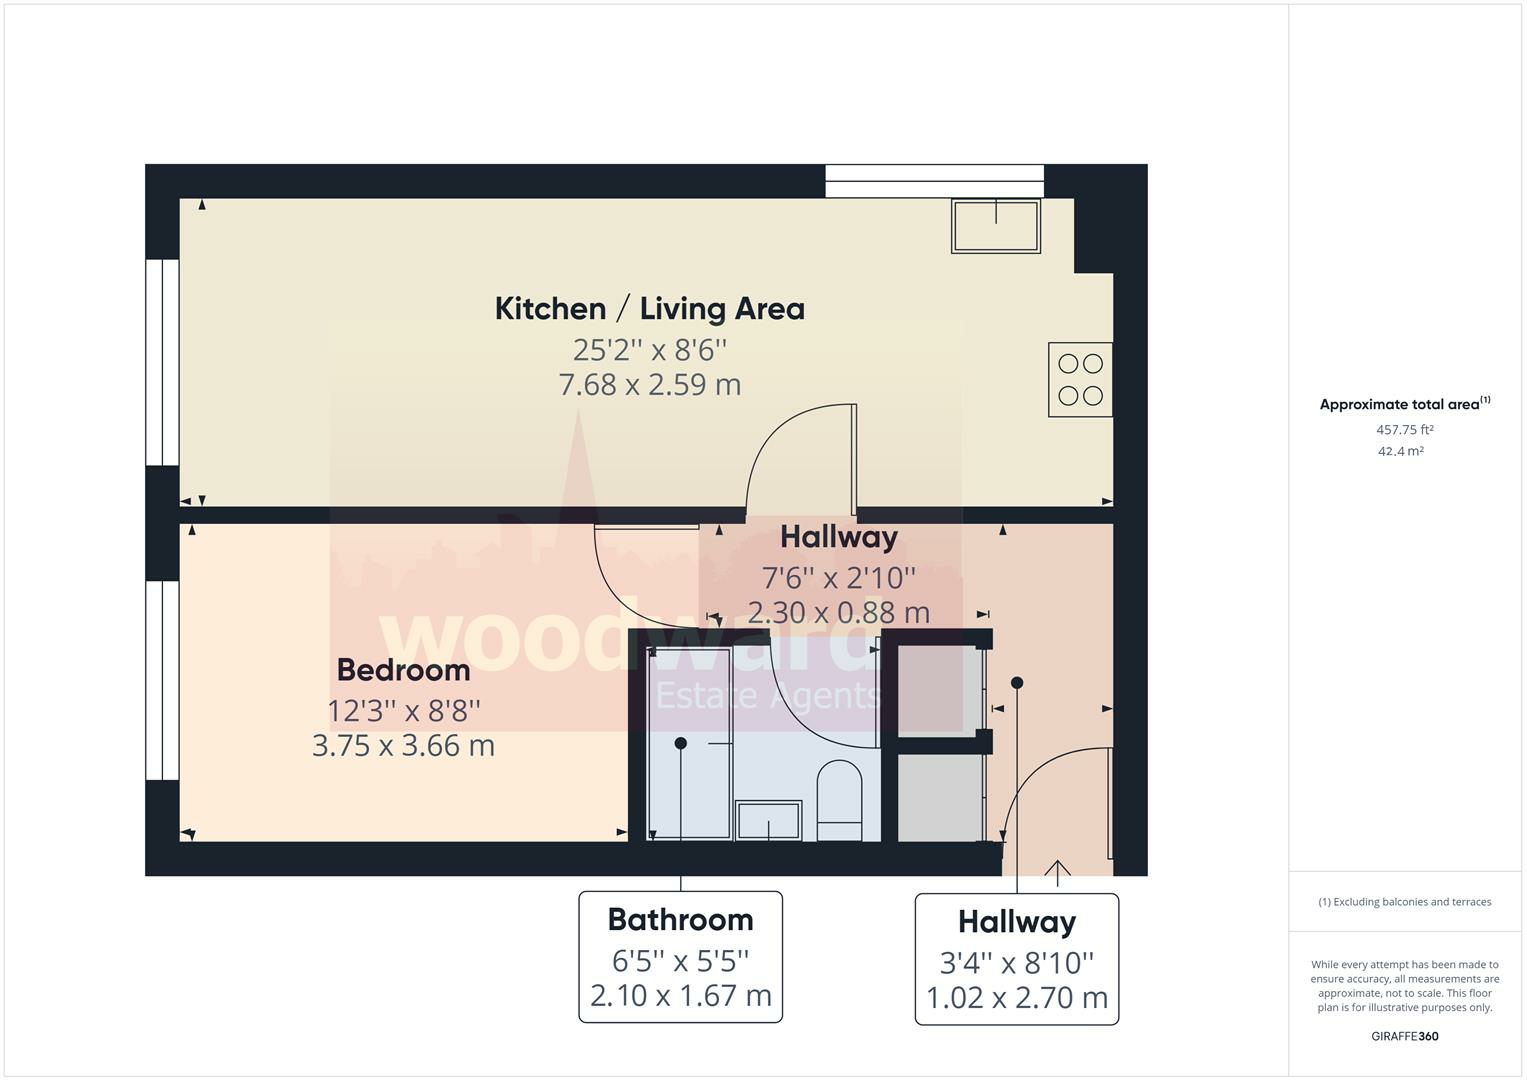 Kitchen / Living Area
25'2'' x 8'6''
7.68 x 2.59 m
Hallway
7'6'' x 2'10''
2.30 x 0.88 m
woodward
Estate Agents
Bedroom
12'3'' x 8'8''
3.75 x 3.66 m
Bathroom
6'5'' x 5'5''
2.10 x 1.67 m
Hallway
3'4'' x 8'10''
1.02 x 2.70 m
Approximate total area(1)
457.75 ft²
42.4 m²
(1) Excluding balconies and terraces
While every attempt has been made to
ensure accuracy, all measurements are
approximate, not to scale. This floor
plan is for illustrative purposes only.
GIRAFFE360